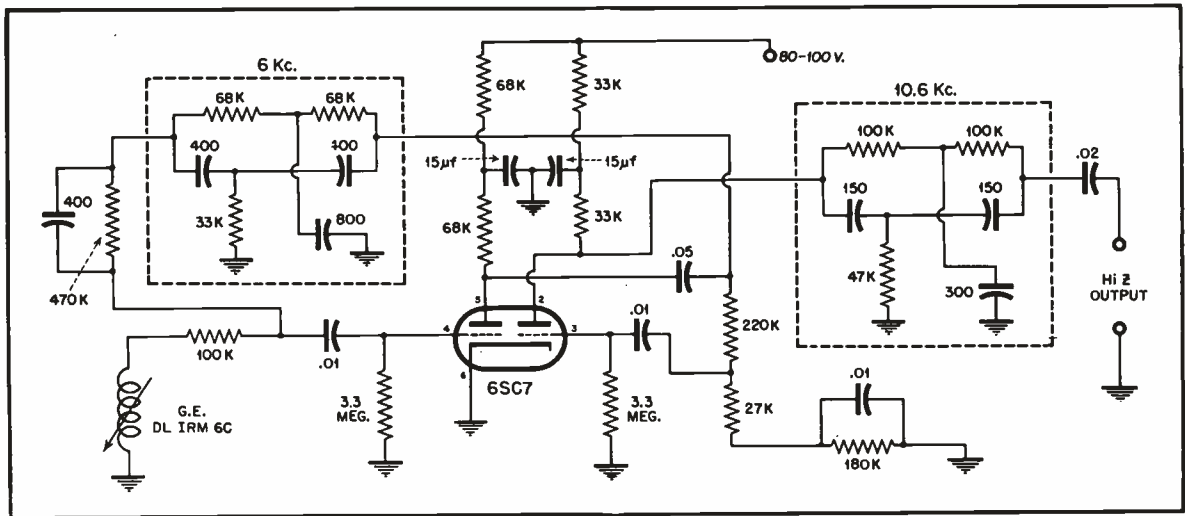 6 Kc.
68K
68K
400
400
33K
800
400
470K
68K
33K
80-100 V.
15µf
15µf
68K
33K
10.6 Kc.
100K
100K
150
150
47K
300
.02
Hi Z
OUTPUT
.05
5
2
4
3
6
6SC7
100K
.01
3.3
MEG.
G.E.
DL IRM 6C
.01
3.3
MEG.
220K
27K
.01
180K